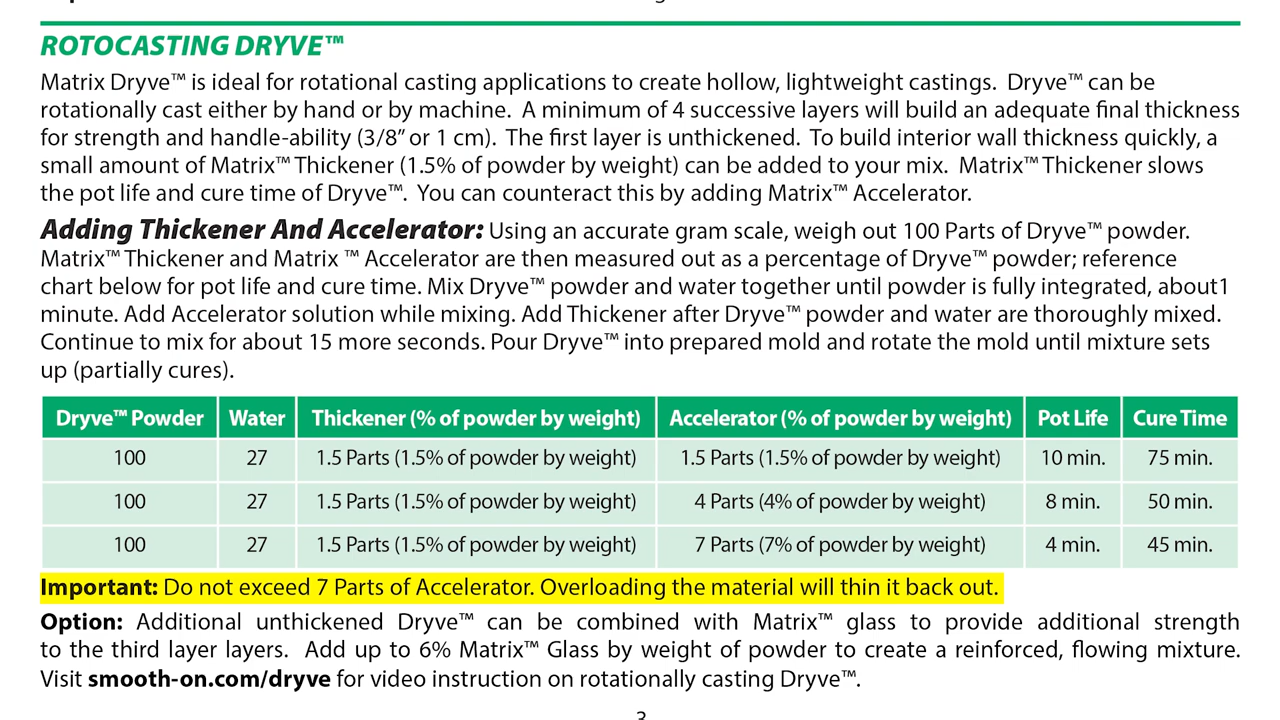 ROTOCASTING DRYVE™
Matrix Dryve™ is ideal for rotational casting applications to create hollow, lightweight castings. Dryve™ can be
rotationally cast either by hand or by machine. A minimum of 4 successive layers will build an adequate final thickness
for strength and handle-ability (3/8” or 1 cm). The first layer is unthickened. To build interior wall thickness quickly, a
small amount of Matrix™ Thickener (1.5% of powder by weight) can be added to your mix. Matrix™ Thickener slows
the pot life and cure time of Dryve™. You can counteract this by adding Matrix™ Accelerator.
Adding Thickener And Accelerator: Using an accurate gram scale, weigh out 100 Parts of Dryve™ powder.
Matrix™ Thickener and Matrix ™ Accelerator are then measured out as a percentage of Dryve™ powder; reference
chart below for pot life and cure time. Mix Dryve™ powder and water together until powder is fully integrated, about1
minute. Add Accelerator solution while mixing. Add Thickener after Dryve™ powder and water are thoroughly mixed.
Continue to mix for about 15 more seconds. Pour Dryve™ into prepared mold and rotate the mold until mixture sets
up (partially cures).
Dryve™ Powder Water Thickener (% of powder by weight) Accelerator (% of powder by weight) Pot Life Cure Time
100 27 1.5 Parts (1.5% of powder by weight) 1.5 Parts (1.5% of powder by weight) 10 min. 75 min.
100 27 1.5 Parts (1.5% of powder by weight) 4 Parts (4% of powder by weight) 8 min. 50 min.
100 27 1.5 Parts (1.5% of powder by weight) 7 Parts (7% of powder by weight) 4 min. 45 min.
Important: Do not exceed 7 Parts of Accelerator. Overloading the material will thin it back out.
Option: Additional unthickened Dryve™ can be combined with Matrix™ glass to provide additional strength
to the third layer layers. Add up to 6% Matrix™ Glass by weight of powder to create a reinforced, flowing mixture.
Visit smooth-on.com/dryve for video instruction on rotationally casting Dryve™.
3